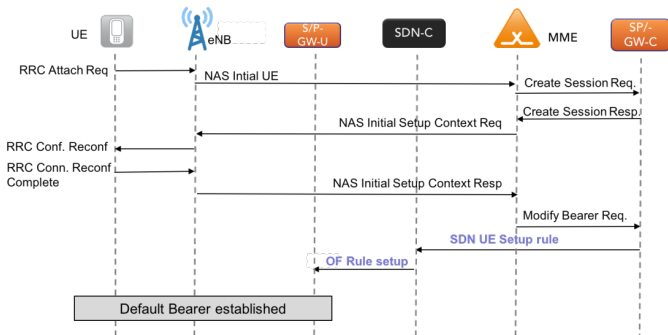 UE
eNB
S/P-
GW-U
SDN-C
MME
SP/-
GW-C
RRC Attach Req
NAS Intial UE
Create Session Req.
Create Session Resp.
NAS Initial Setup Context Req
RRC Conf. Reconf
RRC Conn. Reconf
Complete
NAS Initial Setup Context Resp
Modify Bearer Req.
SDN UE Setup rule
OF Rule setup
Default Bearer established